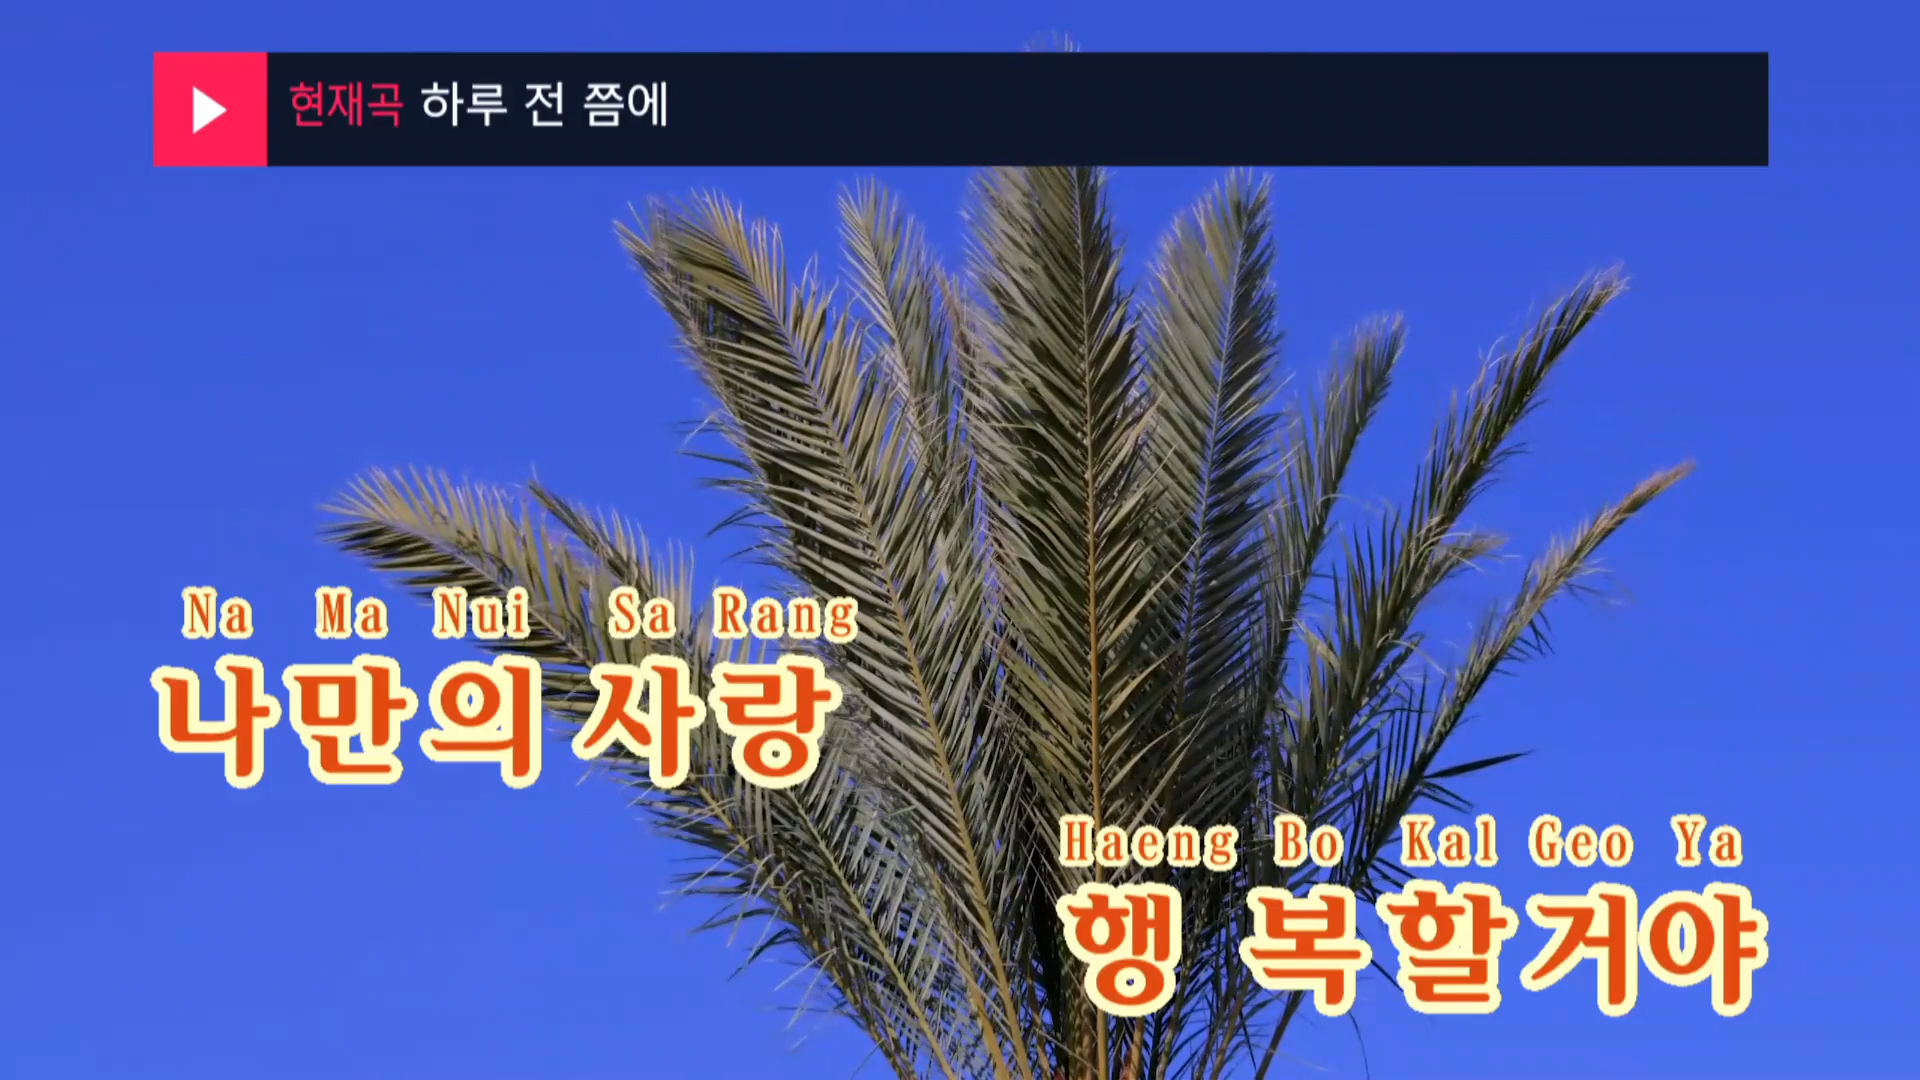 현재곡 하루 전 쯤에
Na Ma Nui Sa Rang
나만의 사랑
Haeng Bo Kal Geo Ya
행 복할거야